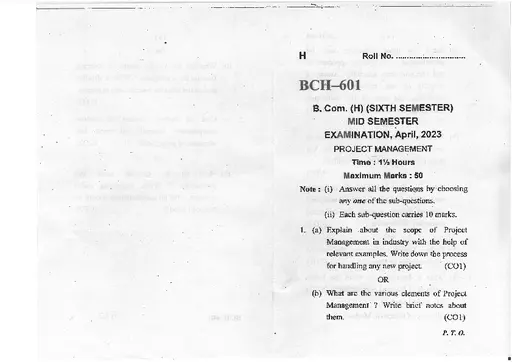 H Roll No. ..............................
BCH–601
B. Com. (H) (SIXTH SEMESTER)
MID SEMESTER
EXAMINATION, April, 2023
PROJECT MANAGEMENT
Time : 1½ Hours
Maximum Marks : 50
Note : (i) Answer all the questions by choosing
any one of the sub-questions.
(ii) Each sub-question carries 10 marks.
1. (a) Explain about the scope of Project
Management in industry with the help of
relevant examples. Write down the process
for handling any new project. (CO1)
OR
(b) What are the various elements of Project
Management ? Write brief notes about
them. (CO1)
P. T. O.